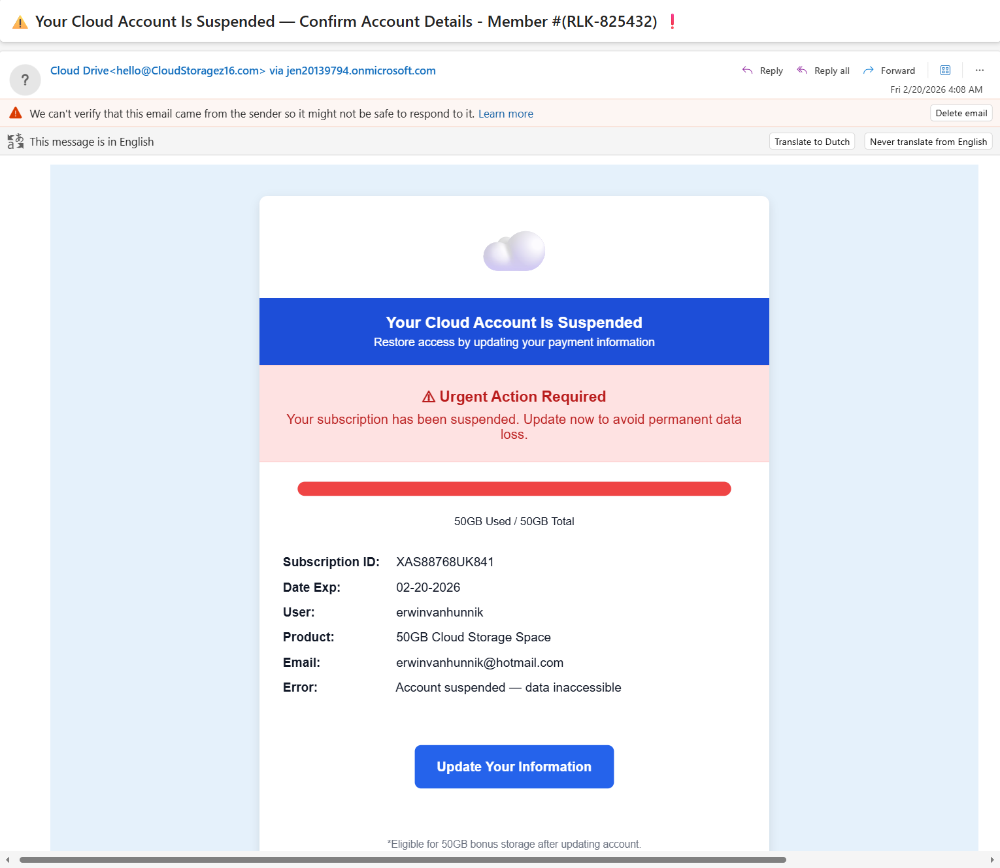 ⚠️ Your Cloud Account Is Suspended — Confirm Account Details - Member #(RLK-825432) ❗
?
Cloud Drive<hello@CloudStoragez16.com> via jen20139794.onmicrosoft.com
Reply
Reply all
Forward
Fri 2/20/2026 4:08 AM
We can't verify that this email came from the sender so it might not be safe to respond to it. Learn more
Delete email
This message is in English
Translate to Dutch
Never translate from English
Your Cloud Account Is Suspended
Restore access by updating your payment information
⚠ Urgent Action Required
Your subscription has been suspended. Update now to avoid permanent data
loss.
50GB Used / 50GB Total
Subscription ID: XAS88768UK841
Date Exp: 02-20-2026
User: erwinvanhunnik
Product: 50GB Cloud Storage Space
Email: erwinvanhunnik@hotmail.com
Error: Account suspended — data inaccessible
Update Your Information
*Eligible for 50GB bonus storage after updating account.